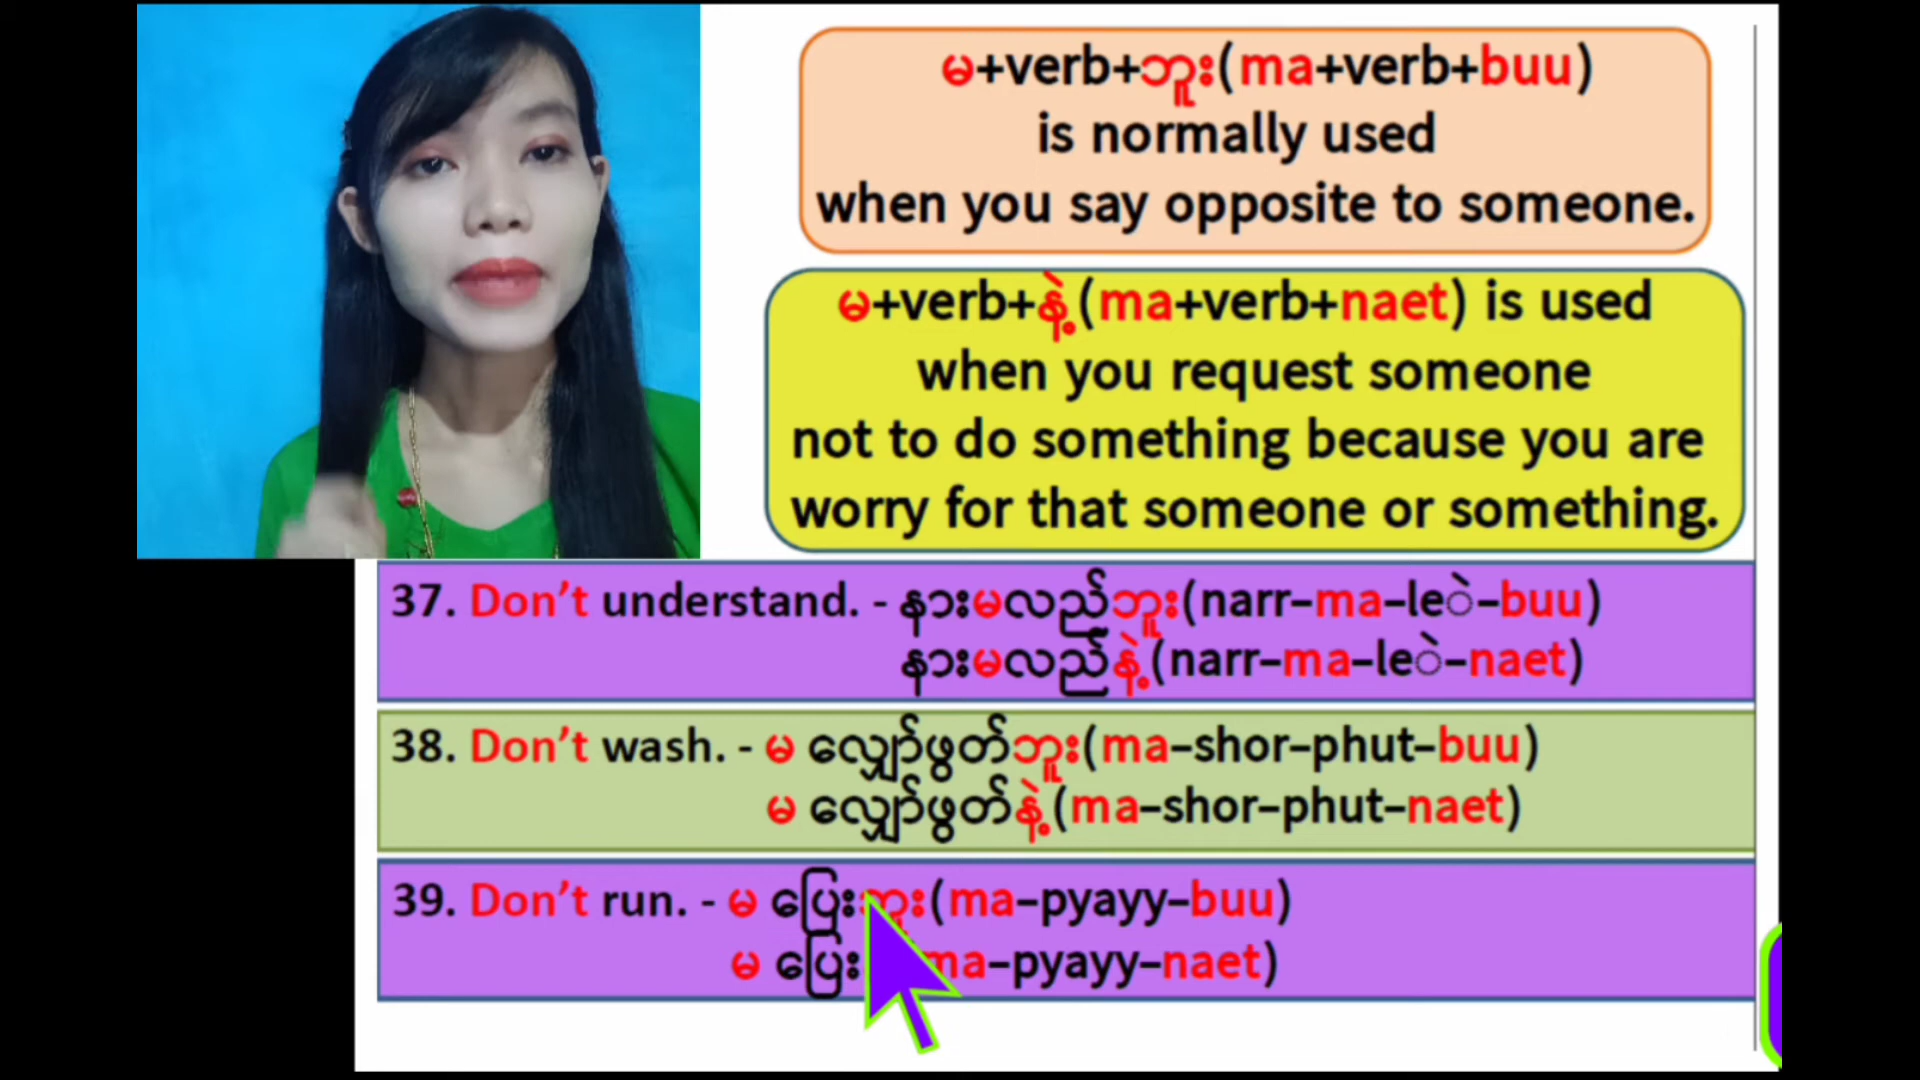 မ+verb+ဘူး(ma+verb+buu)
is normally used
when you say opposite to someone.
မ+verb+နဲ့(ma+verb+naet) is used
when you request someone
not to do something because you are
worry for that someone or something.
37. Don’t understand. - နားမလည်ဘူး(narr–ma–leဲ–buu)
နားမလည်နဲ့(narr–ma–leဲ–naet)
38. Don’t wash. - မ လျှော်ဖွတ်ဘူး(ma–shor–phut–buu)
မ လျှော်ဖွတ်နဲ့(ma–shor–phut–naet)
39. Don’t run. - မ ပြေးဘူး(ma–pyayy–buu)
မ ပြေး ma–pyayy–naet)